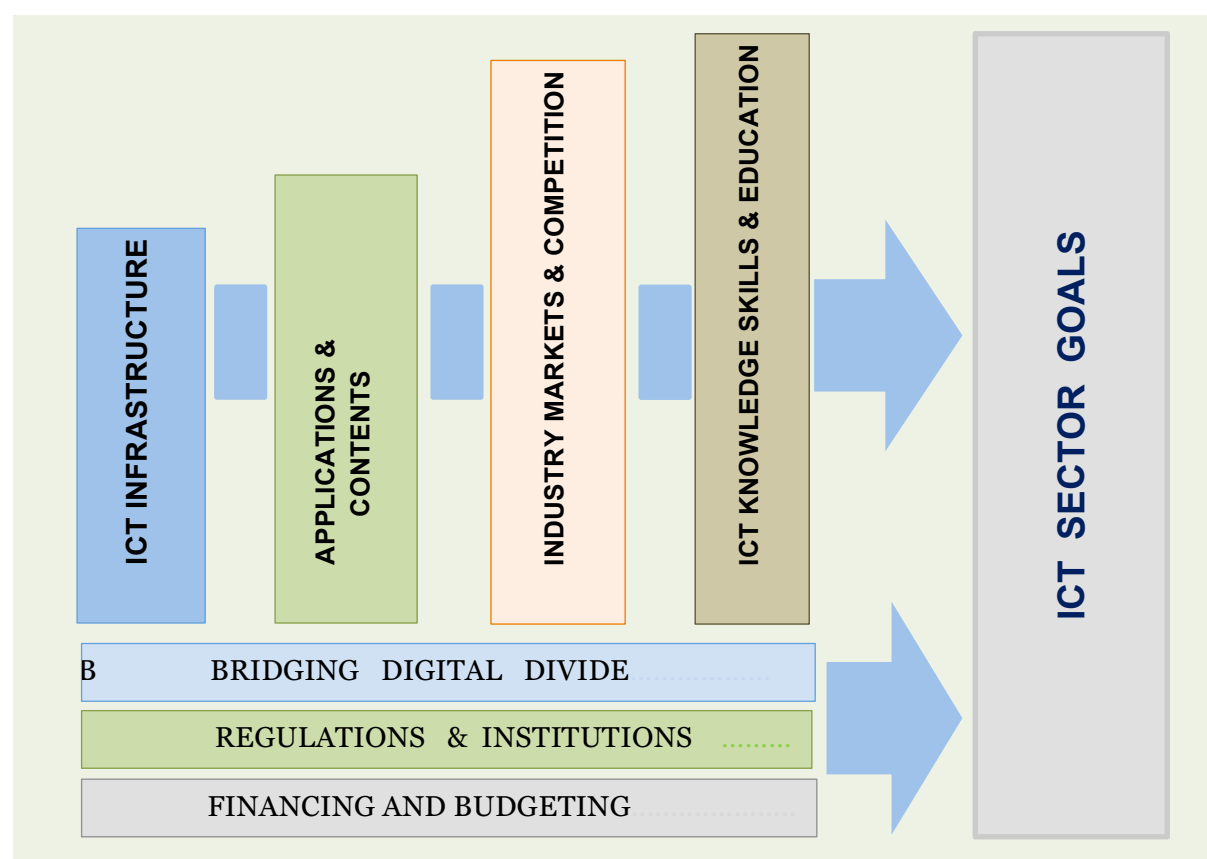 ICT INFRASTRUCTURE
APPLICATIONS &
CONTENTS
INDUSTRY MARKETS & COMPETITION
ICT KNOWLEDGE SKILLS & EDUCATION
ICT SECTOR GOALS
B BRIDGING DIGITAL DIVIDE..................
REGULATIONS & INSTITUTIONS .........
FINANCING AND BUDGETING.....................